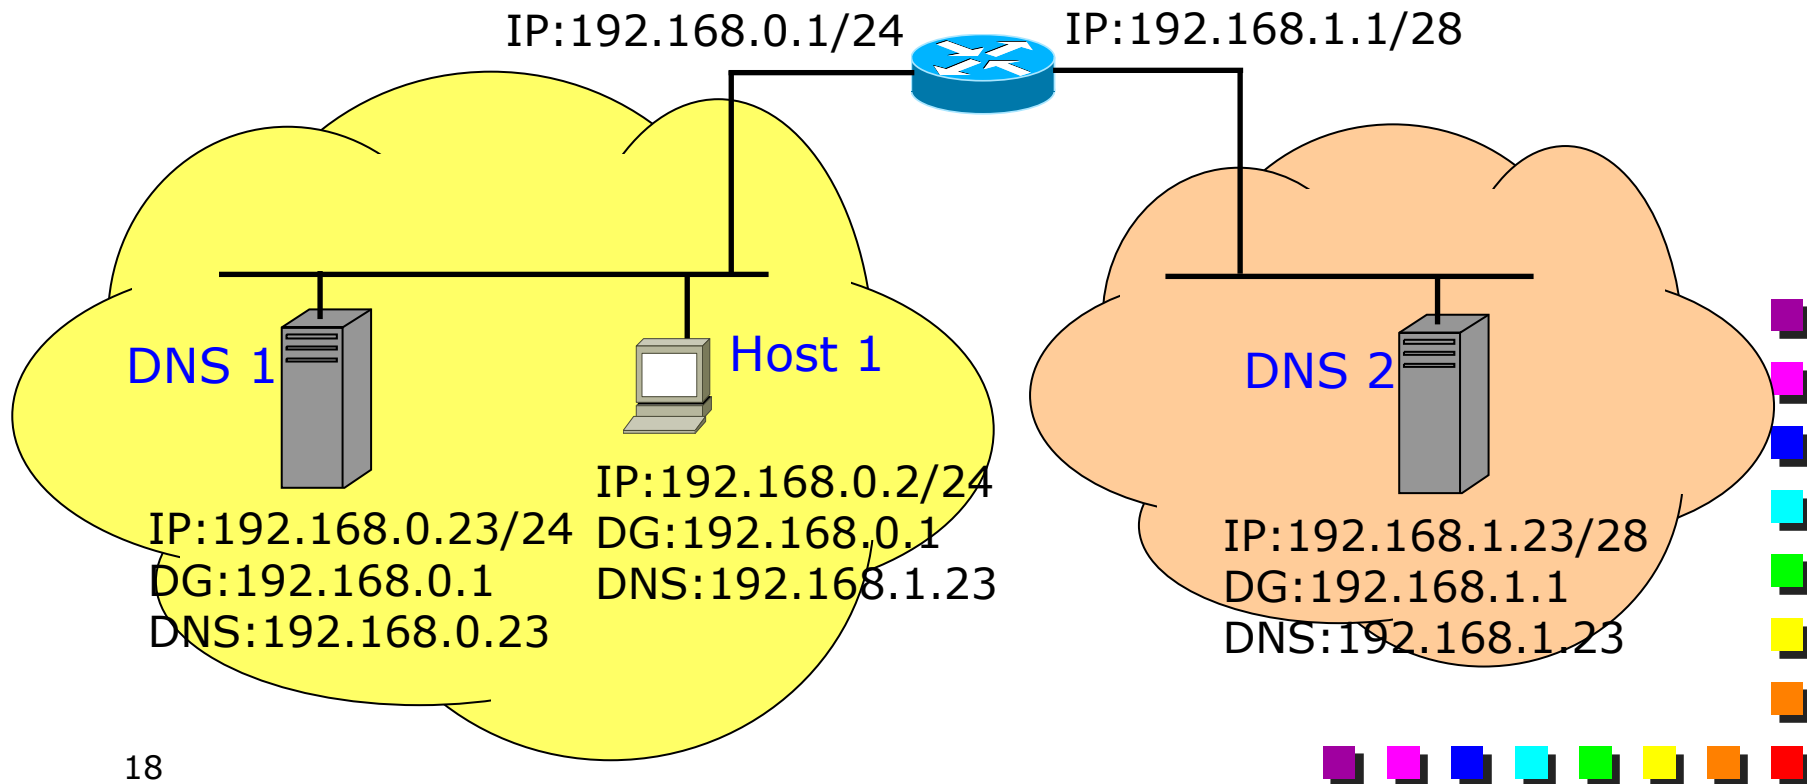 IP:192.168.0.1/24
IP:192.168.1.1/28
DNS 1
Host 1
DNS 2
IP:192.168.0.23/24
DG:192.168.0.1
DNS:192.168.0.23
IP:192.168.0.2/24
DG:192.168.0.1
DNS:192.168.1.23
IP:192.168.1.23/28
DG:192.168.1.1
DNS:192.168.1.23
18